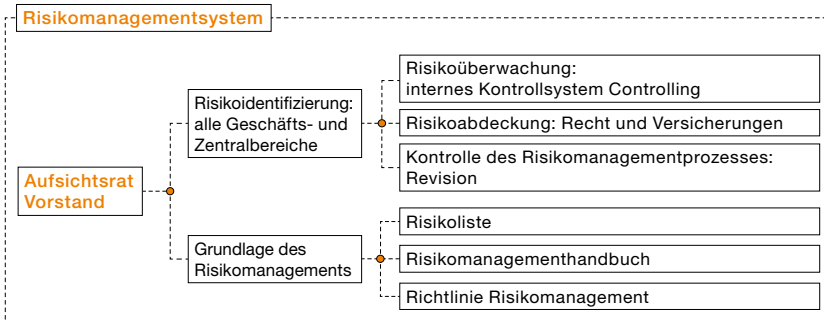 Risikomanagementsystem
Risikoüberwachung:
internes Kontrollsystem Controlling
Risikoidentifizierung:
alle Geschäfts- und
Zentralbereiche
Risikoabdeckung: Recht und Versicherungen
Kontrolle des Risikomanagementprozesses:
Revision
Aufsichtsrat
Vorstand
Risikoliste
Grundlage des
Risikomanagements
Risikomanagementhandbuch
Richtlinie Risikomanagement